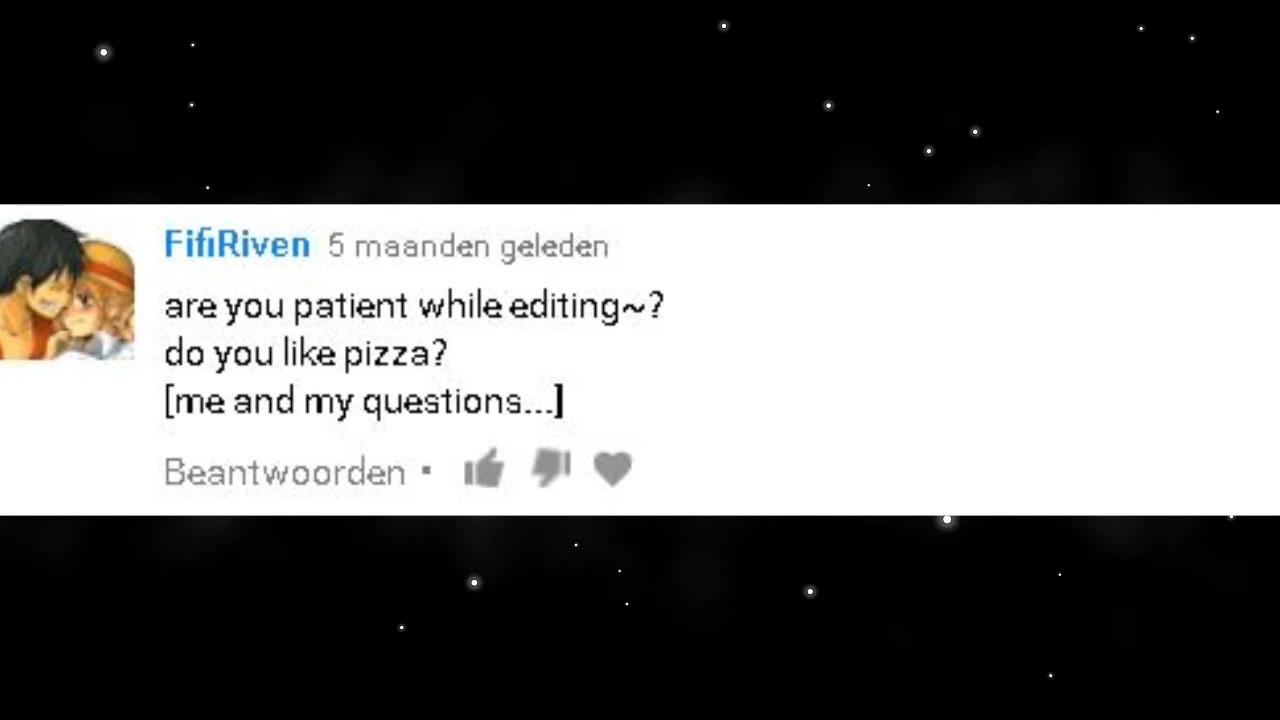 FifiRiven 5 maanden geleden
are you patient while editing~?
do you like pizza?
[me and my questions...]
Beantwoorden